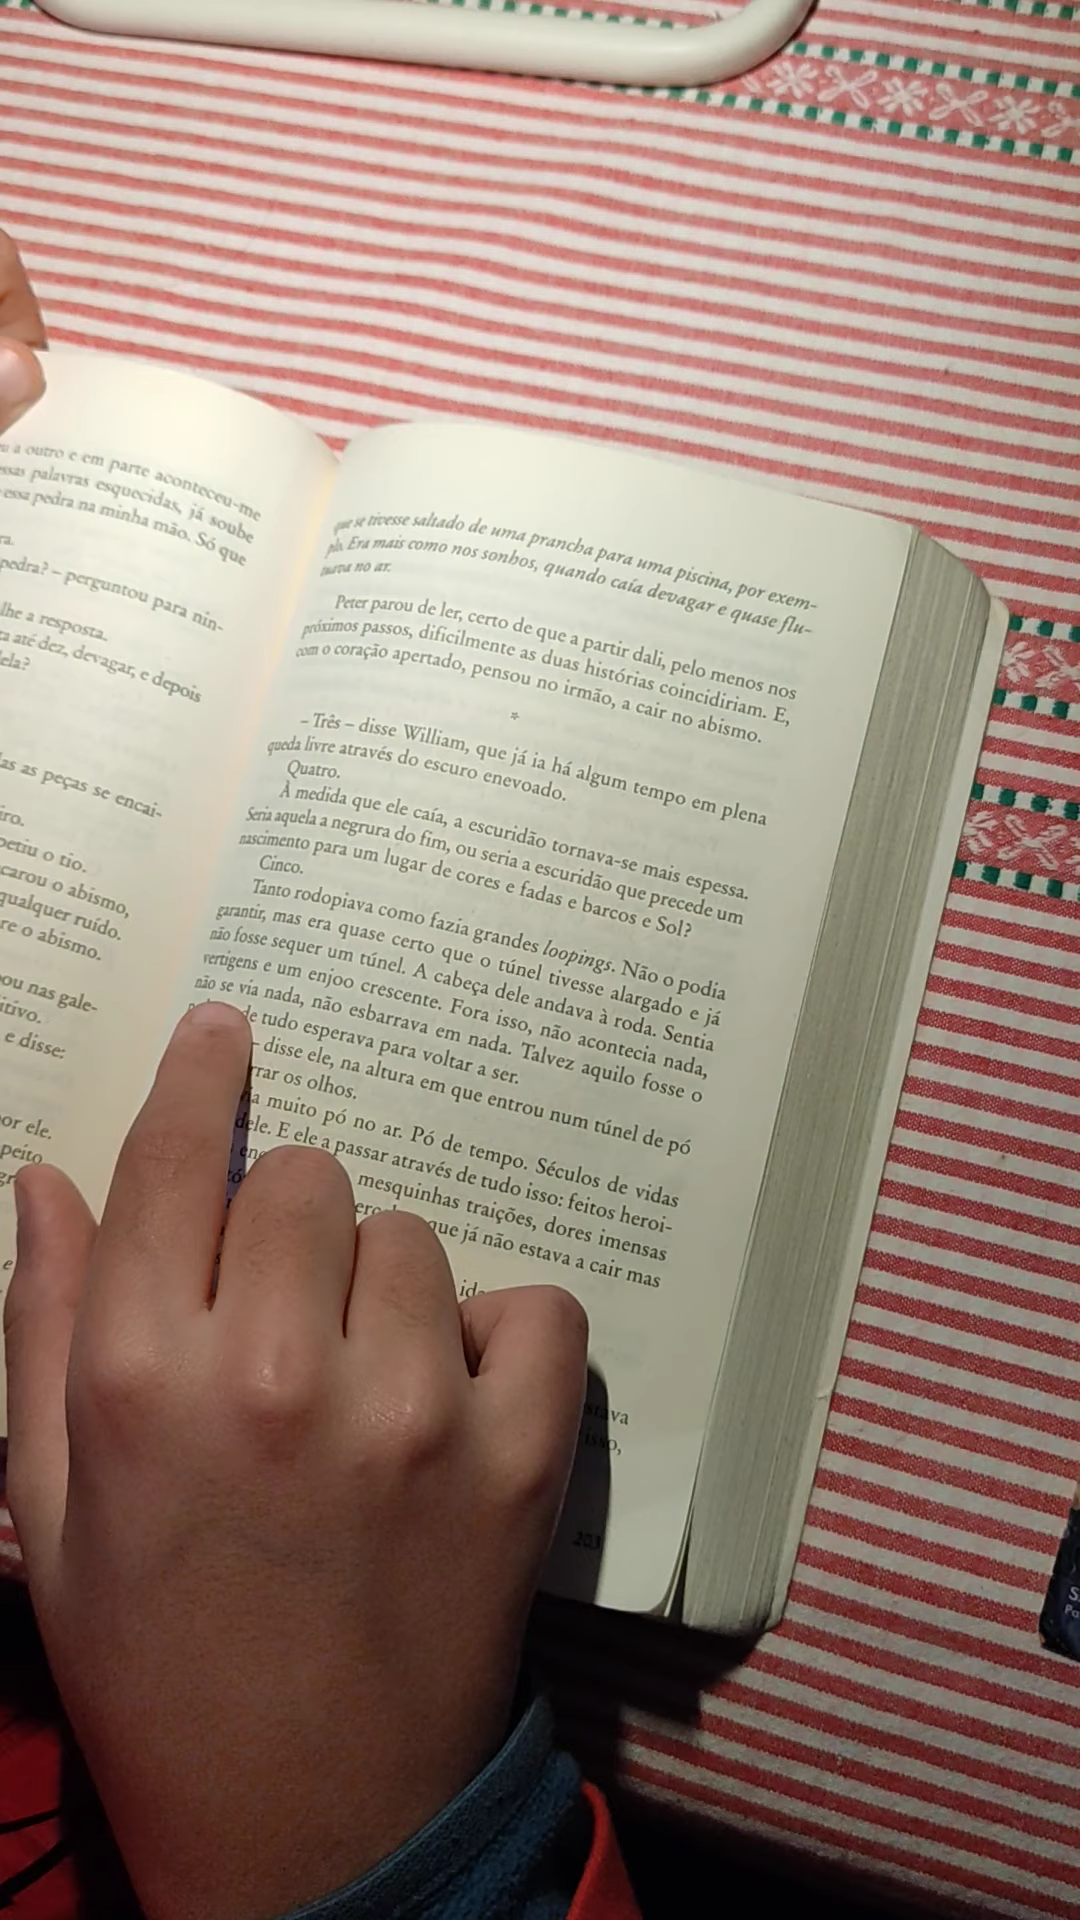 u a outro e em parte aconteceu-me
ssas palavras esquecidas, já soube
essa pedra na minha mão. Só que
ra.
pedra? – perguntou para nin-
lhe a resposta.
ta até dez, devagar, e depois
ela?
las as peças se encai-
iro.
petiu o tio.
carou o abismo,
qualquer ruído.
re o abismo.
ou nas gale-
itivo.
e disse:
or ele.
peito
gr
e
que se tivesse saltado de uma prancha para uma piscina, por exem-
plo. Era mais como nos sonhos, quando caía devagar e quase flu-
tuava no ar.
Peter parou de ler, certo de que a partir dali, pelo menos nos
próximos passos, dificilmente as duas histórias coincidiriam. E,
com o coração apertado, pensou no irmão, a cair no abismo.
*
– Três – disse William, que já ia há algum tempo em plena
queda livre através do escuro enevoado.
Quatro.
À medida que ele caía, a escuridão tornava-se mais espessa.
Seria aquela a negrura do fim, ou seria a escuridão que precede um
nascimento para um lugar de cores e fadas e barcos e Sol?
Cinco.
Tanto rodopiava como fazia grandes loopings. Não o podia
garantir, mas era quase certo que o túnel tivesse alargado e já
não fosse sequer um túnel. A cabeça dele andava à roda. Sentia
vertigens e um enjoo crescente. Fora isso, não acontecia nada,
não se via nada, não esbarrava em nada. Talvez aquilo fosse o
de tudo esperava para voltar a ser.
– disse ele, na altura em que entrou num túnel de pó
rrar os olhos.
ia muito pó no ar. Pó de tempo. Séculos de vidas
dele. E ele a passar através de tudo isso: feitos heroi-
mesquinhas traições, dores imensas
que já não estava a cair mas
stava
isso,
203